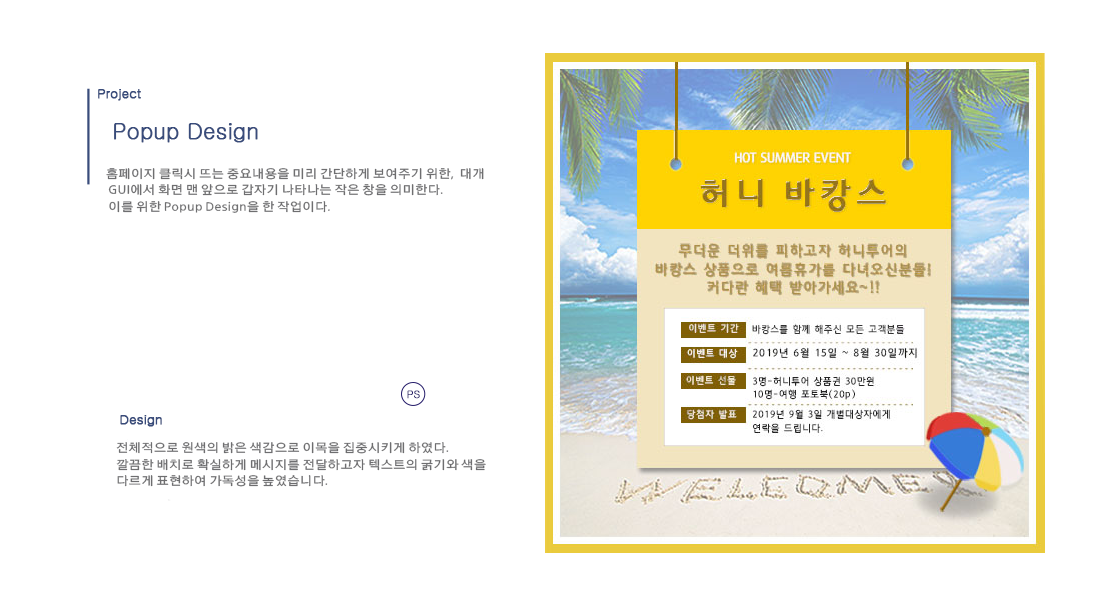 Project
Popup Design
홈페이지 클릭시 뜨는 중요내용을 미리 간단하게 보여주기 위한, 대개
GUI에서 화면 맨 앞으로 갑자기 나타나는 작은 창을 의미한다.
이를 위한 Popup Design을 한 작업이다.
PS
Design
전체적으로 원색의 밝은 색감으로 이목을 집중시키게 하였다.
깔끔한 배치로 확실하게 메시지를 전달하고자 텍스트의 굵기와 색을
다르게 표현하여 가독성을 높였습니다.
HOT SUMMER EVENT
허니 바캉스
무더운 더위를 피하고자 허니투어의
바캉스 상품으로 여름휴가를 다녀오신분들!
커다란 혜택 받아가세요~!!
이벤트 기간 바캉스를 함께 해주신 모든 고객분들
이벤트 대상 2019년 6월 15일 ~ 8월 30일까지
이벤트 선물 3명-허니투어 상품권 30만원
10명-여행 포토북(20p)
당첨자 발표 2019년 9월 3일 개별대상자에게
연락을 드립니다.
WELCOME